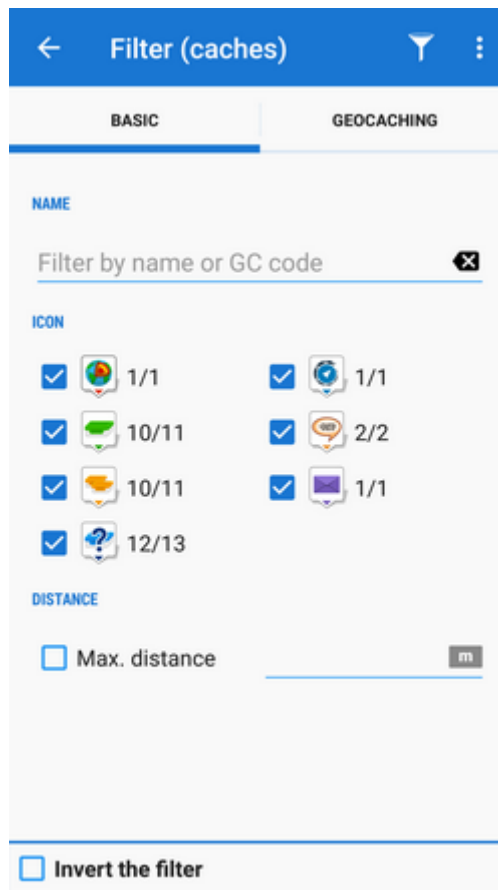 Filter (caches)
BASIC GEOCACHING
NAME
Filter by name or GC code
ICON
1/1 1/1
10/11 2/2
10/11 1/1
12/13
DISTANCE
Max. distance m
Invert the filter